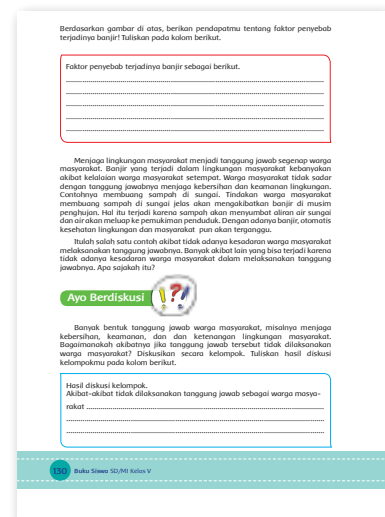 Berdasarkan gambar di atas, berikan pendapatmu tentang faktor penyebab
terjadinya banjir! Tuliskan pada kolom berikut.
Faktor penyebab terjadinya banjir sebagai berikut.
Menjaga lingkungan masyarakat menjadi tanggung jawab segenap warga
masyarakat. Banjir yang terjadi dalam lingkungan masyarakat kebanyakan
akibat kelalaian warga masyarakat setempat. Warga masyarakat tidak sadar
dengan tanggung jawabnya menjaga kebersihan dan keamanan lingkungan.
Contohnya membuang sampah di sungai. Tindakan warga masyarakat
membuang sampah di sungai jelas akan mengakibatkan banjir di musim
penghujan. Hal itu terjadi karena sampah akan menyumbat aliran air sungai
dan air akan meluap ke pemukiman penduduk. Dengan adanya banjir, otomatis
kesehatan lingkungan dan masyarakat pun akan terganggu.
Itulah salah satu contoh akibat tidak adanya kesadaran warga masyarakat
melaksanakan tanggung jawabnya. Banyak akibat lain yang bisa terjadi karena
tidak adanya kesadaran warga masyarakat dalam melaksanakan tanggung
jawabnya. Apa sajakah itu?
Ayo Berdiskusi
Banyak bentuk tanggung jawab warga masyarakat, misalnya menjaga
kebersihan, keamanan, dan dan ketenangan lingkungan masyarakat.
Bagaimanakah akibatnya jika tanggung jawab tersebut tidak dilaksanakan
warga masyarakat? Diskusikan secara kelompok. Tuliskan hasil diskusi
kelompokmu pada kolom berikut.
Hasil diskusi kelompok.
Akibat-akibat tidak dilaksanakan tanggung jawab sebagai warga masya-
rakat
130 Buku Siswa SD/MI Kelas V